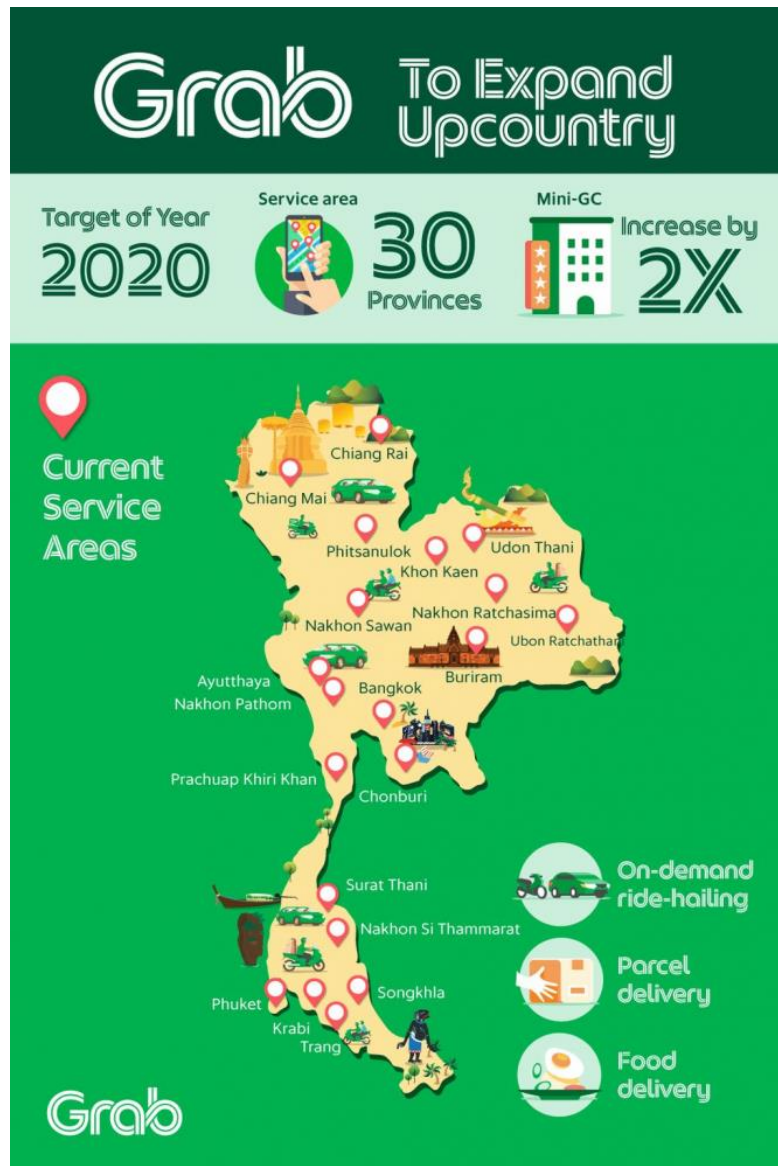 Grab
To Expand
Upcountry
Target of Year
2020
Service area
30
Provinces
Mini-GC
Increase by
2X
Current
Service
Areas
Chiang Rai
Chiang Mai
Phitsanulok
Udon Thani
Khon Kaen
Nakhon Ratchasima
Nakhon Sawan
Ubon Ratchathani
Buriram
Ayutthaya
Nakhon Pathom
Bangkok
Prachuap Khiri Khan
Chonburi
Surat Thani
Nakhon Si Thammarat
Phuket
Songkhla
Krabi
Trang
On-demand
ride-hailing
Parcel
delivery
Food
delivery
Grab